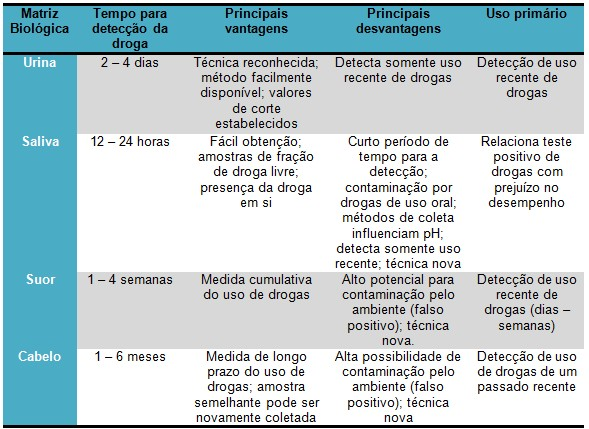 Matriz Biológica | Tempo para detecção da droga | Principais vantagens | Principais desvantagens | Uso primário
Urina
2 – 4 dias
Técnica reconhecida;
método facilmente
disponível; valores
de corte
estabelecidos
Detecta somente uso
recente de drogas
Detecção de uso
recente de
drogas
Saliva
12 – 24 horas
Fácil obtenção;
amostras de fração
de droga livre;
presença da droga
em si
Curto período de
tempo para a
detecção;
contaminação por
drogas de uso oral;
métodos de coleta
influenciam pH;
detecta somente uso
recente; técnica nova
Relaciona teste
positivo de
drogas com
prejuízo no
desempenho
Suor
1 – 4 semanas
Medida cumulativa
do uso de drogas
Alto potencial para
contaminação pelo
ambiente (falso
positivo); técnica
nova.
Detecção de uso
recente de
drogas (dias –
semanas)
Cabelo
1 – 6 meses
Medida de longo
prazo do uso de
drogas; amostra
semelhante pode ser
novamente coletada
Alta possibilidade de
contaminação pelo
ambiente (falso
positivo); técnica
nova
Detecção de uso
de drogas de um
passado recente